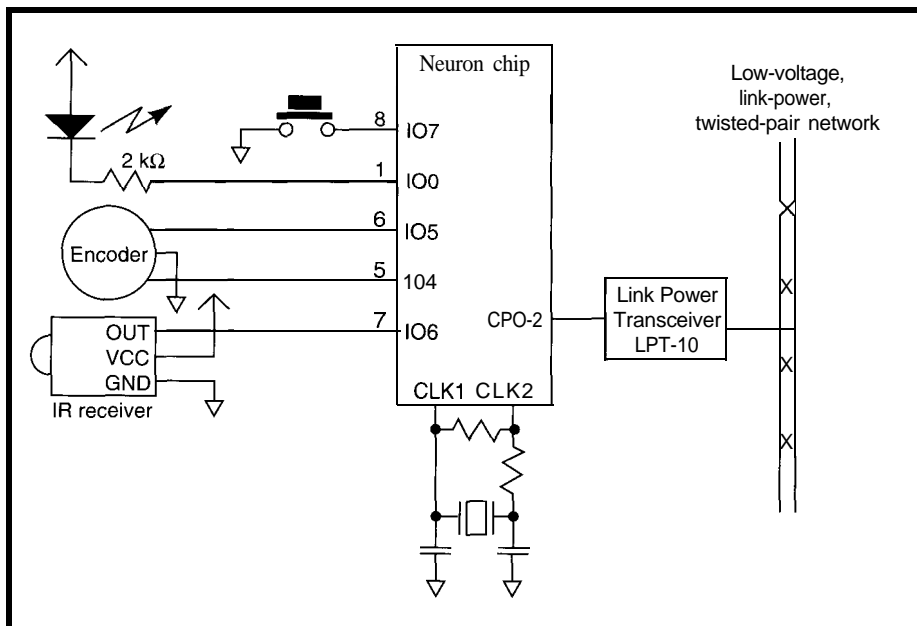 Neuron chip
Low-voltage,
link-power,
twisted-pair network
8
IO7
2 kΩ
1
IO0
6
IO5
Encoder
5
104
7
IO6
OUT
VCC
GND
IR receiver
CPO-2
Link Power
Transceiver
LPT-10
CLK1 CLK2